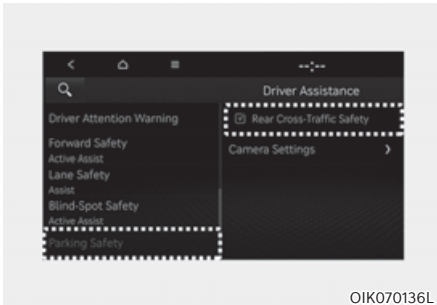 --:--
Driver Assistance
Driver Attention Warning
Forward Safety
Active Assist
Lane Safety
Assist
Blind-Spot Safety
Active Assist
Parking Safety
Rear Cross-Traffic Safety
Camera Settings
OIK070136L